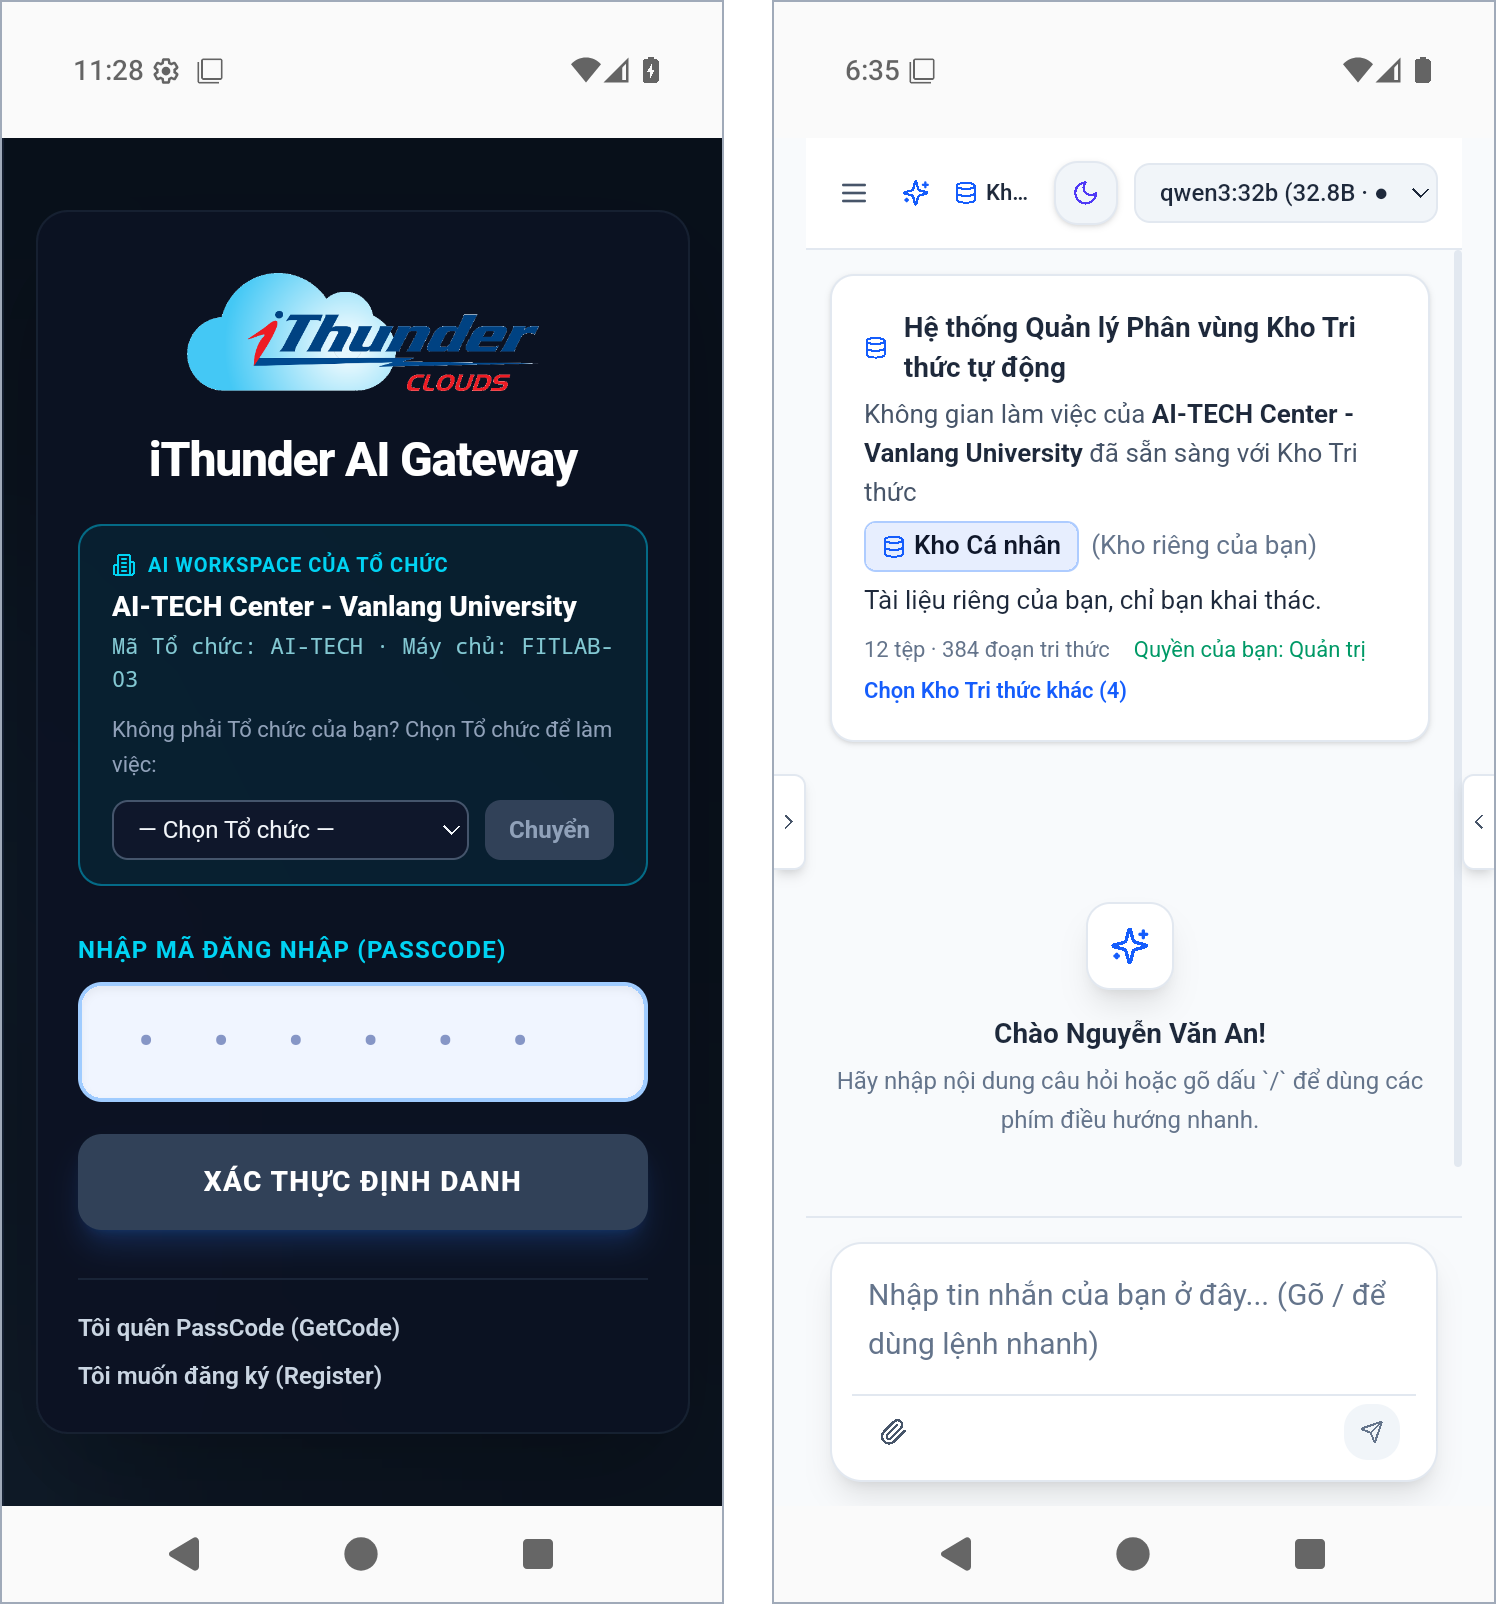 11:28
iThunder
CLOUDS
iThunder AI Gateway
AI WORKSPACE CỦA TỔ CHỨC
AI-TECH Center - Vanlang University
Mã Tổ chức: AI-TECH · Máy chủ: FITLAB-
03
Không phải Tổ chức của bạn? Chọn Tổ chức để làm
việc:
— Chọn Tổ chức —
Chuyển
NHẬP MÃ ĐĂNG NHẬP (PASSCODE)
XÁC THỰC ĐỊNH DANH
Tôi quên PassCode (GetCode)
Tôi muốn đăng ký (Register)
6:35
Kh...
qwen3:32b (32.8B · ●
Hệ thống Quản lý Phân vùng Kho Tri
thức tự động
Không gian làm việc của AI-TECH Center -
Vanlang University đã sẵn sàng với Kho Tri
thức
Kho Cá nhân (Kho riêng của bạn)
Tài liệu riêng của bạn, chỉ bạn khai thác.
12 tệp · 384 đoạn tri thức Quyền của bạn: Quản trị
Chọn Kho Tri thức khác (4)
Chào Nguyễn Văn An!
Hãy nhập nội dung câu hỏi hoặc gõ dấu `/` để dùng các
phím điều hướng nhanh.
Nhập tin nhắn của bạn ở đây... (Gõ / để
dùng lệnh nhanh)